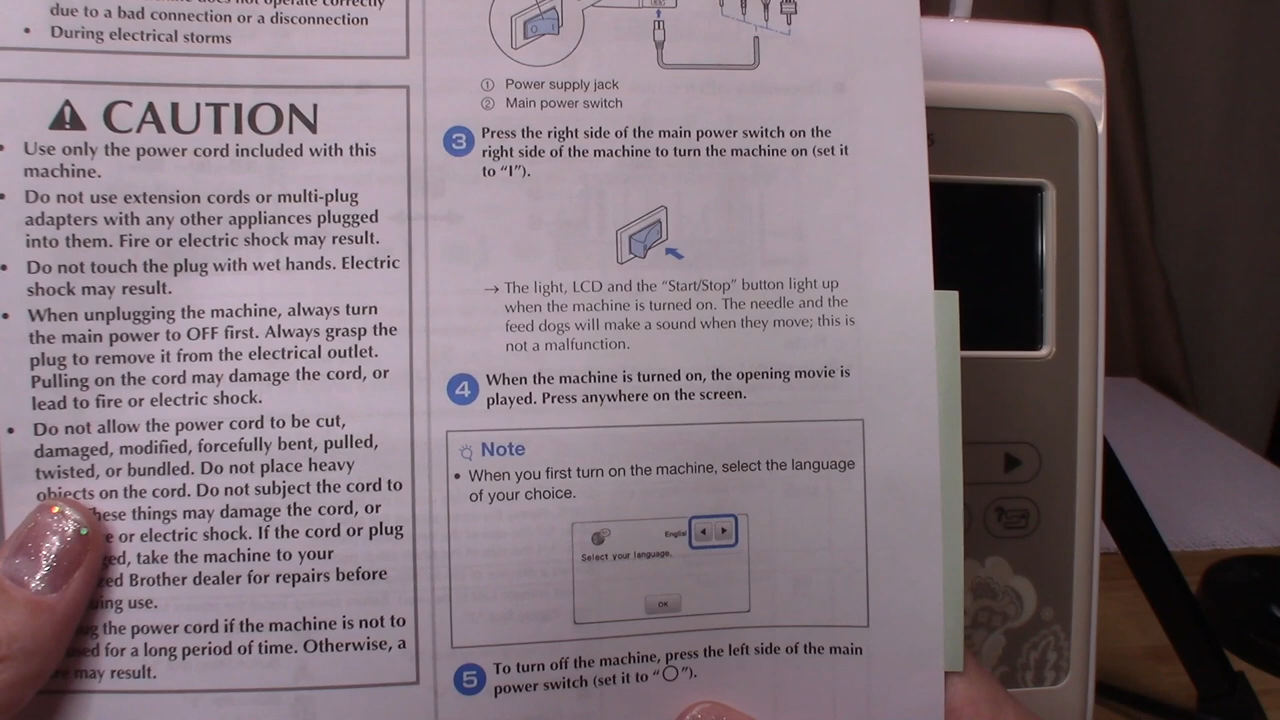 due to a bad connection or a disconnection
• During electrical storms
CAUTION
Use only the power cord included with this
machine.
• Do not use extension cords or multi-plug
adapters with any other appliances plugged
into them. Fire or electric shock may result.
• Do not touch the plug with wet hands. Electric
shock may result.
• When unplugging the machine, always turn
the main power to OFF first. Always grasp the
plug to remove it from the electrical outlet.
Pulling on the cord may damage the cord, or
lead to fire or electric shock.
• Do not allow the power cord to be cut,
damaged, modified, forcefully bent, pulled,
twisted, or bundled. Do not place heavy
objects on the cord. Do not subject the cord to
these things may damage the cord, or
or electric shock. If the cord or plug
take the machine to your
Brother dealer for repairs before
use.
the power cord if the machine is not to
for a long period of time. Otherwise, a
may result.
① Power supply jack
② Main power switch
3 Press the right side of the main power switch on the
right side of the machine to turn the machine on (set it
to “I”).
→ The light, LCD and the “Start/Stop” button light up
when the machine is turned on. The needle and the
feed dogs will make a sound when they move; this is
not a malfunction.
4 When the machine is turned on, the opening movie is
played. Press anywhere on the screen.
Note
• When you first turn on the machine, select the language
of your choice.
Select your language.
OK
5 To turn off the machine, press the left side of the main
power switch (set it to “○”).